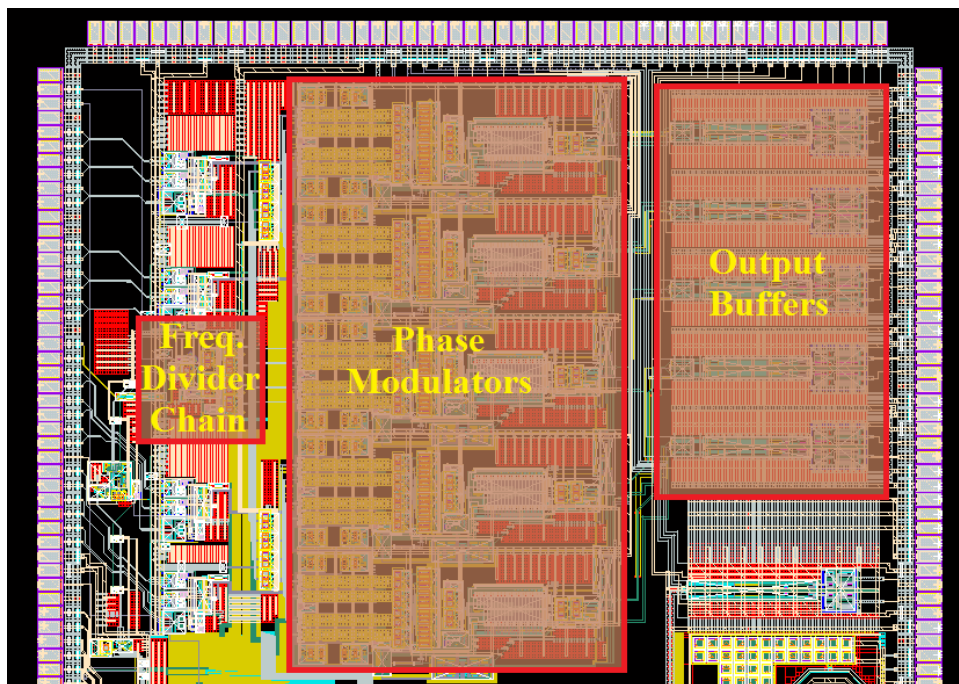 Freq.
Divider
Chain
Phase
Modulators
Output
Buffers